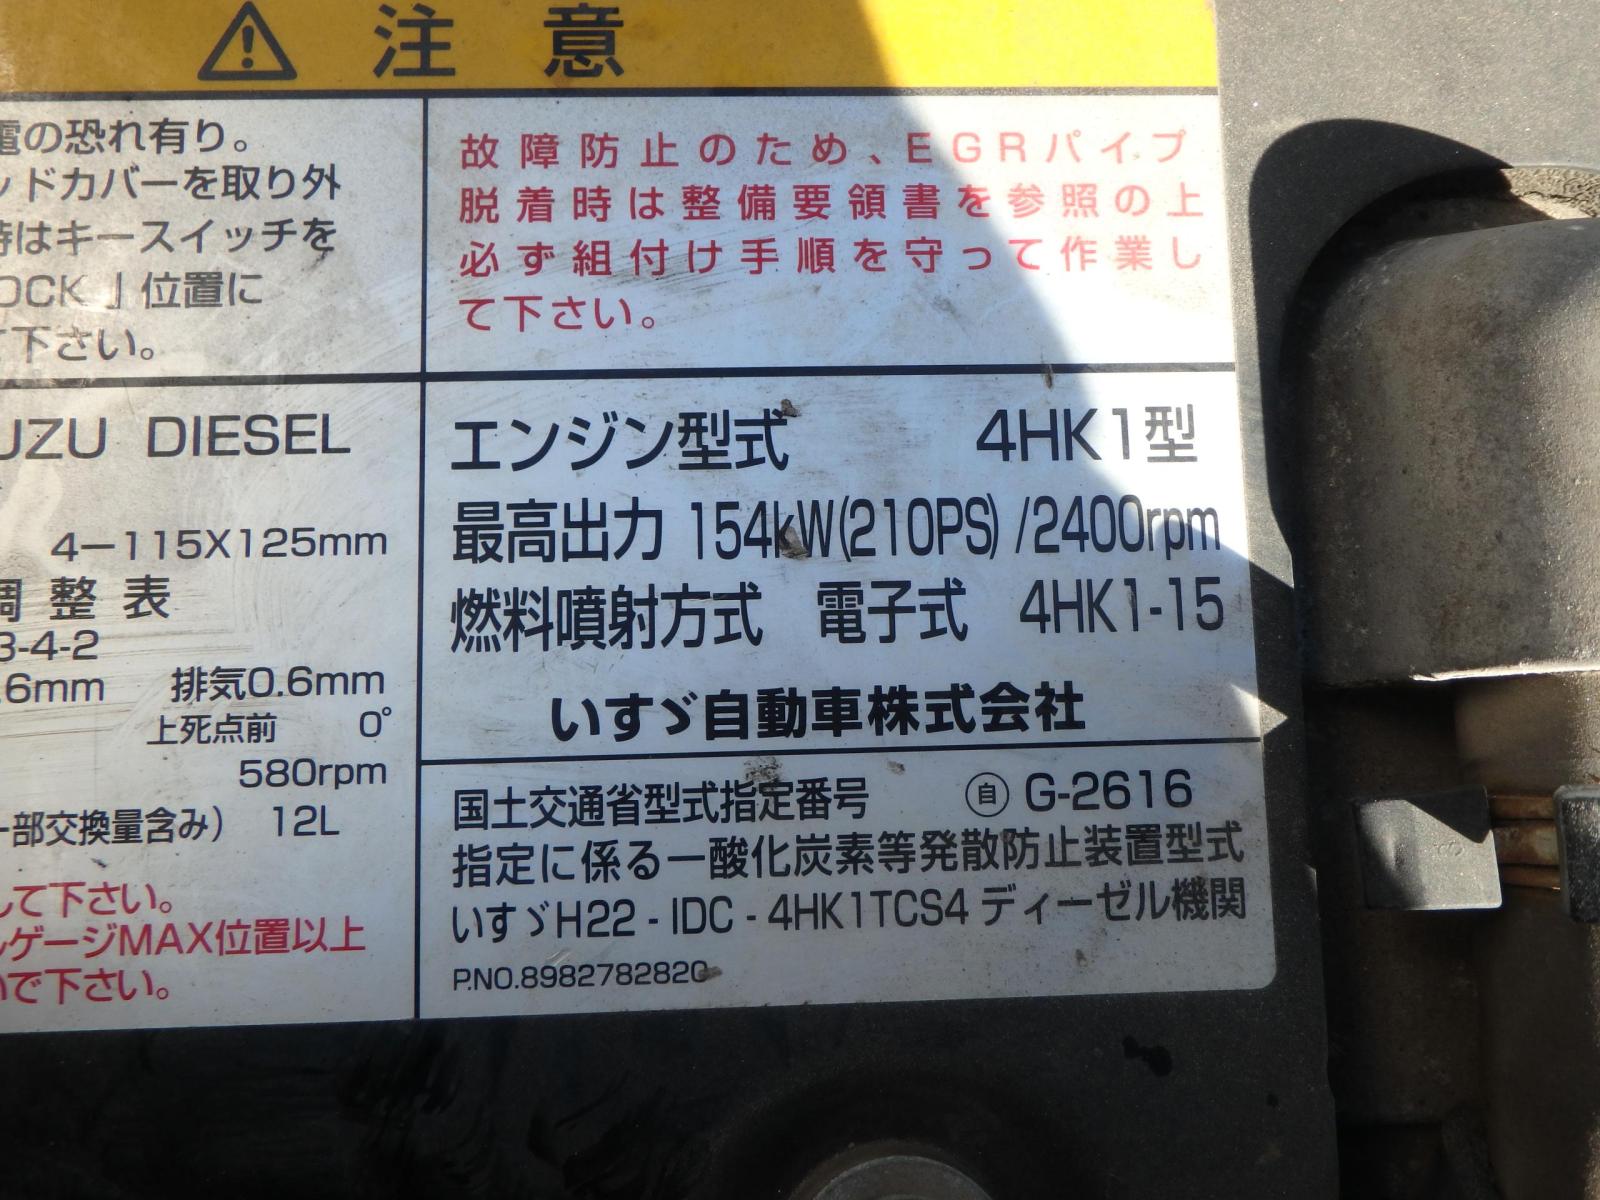 注意
電の恐れ有り。
ッドカバーを取り外
時はキースイッチを
OCK」位置に
て下さい。
故障防止のため、EGRパイプ
脱着時は整備要領書を参照の上
必ず組付け手順を守って作業し
て下さい。
UZU DIESEL
4－115X125mm
調整表
3-4-2
.6mm 排気0.6mm
上死点前 0°
580rpm
一部交換量含み） 12L
して下さい。
ルゲージMAX位置以上
いで下さい。
エンジン型式 4HK1型
最高出力 154kW(210PS) /2400rpm
燃料噴射方式 電子式 4HK1-15
いすゞ自動車株式会社
国土交通省型式指定番号 ㊐ G-2616
指定に係る一酸化炭素等発散防止装置型式
いすゞH22 - IDC - 4HK1TCS4 ディーゼル機関
P.NO.8982782820